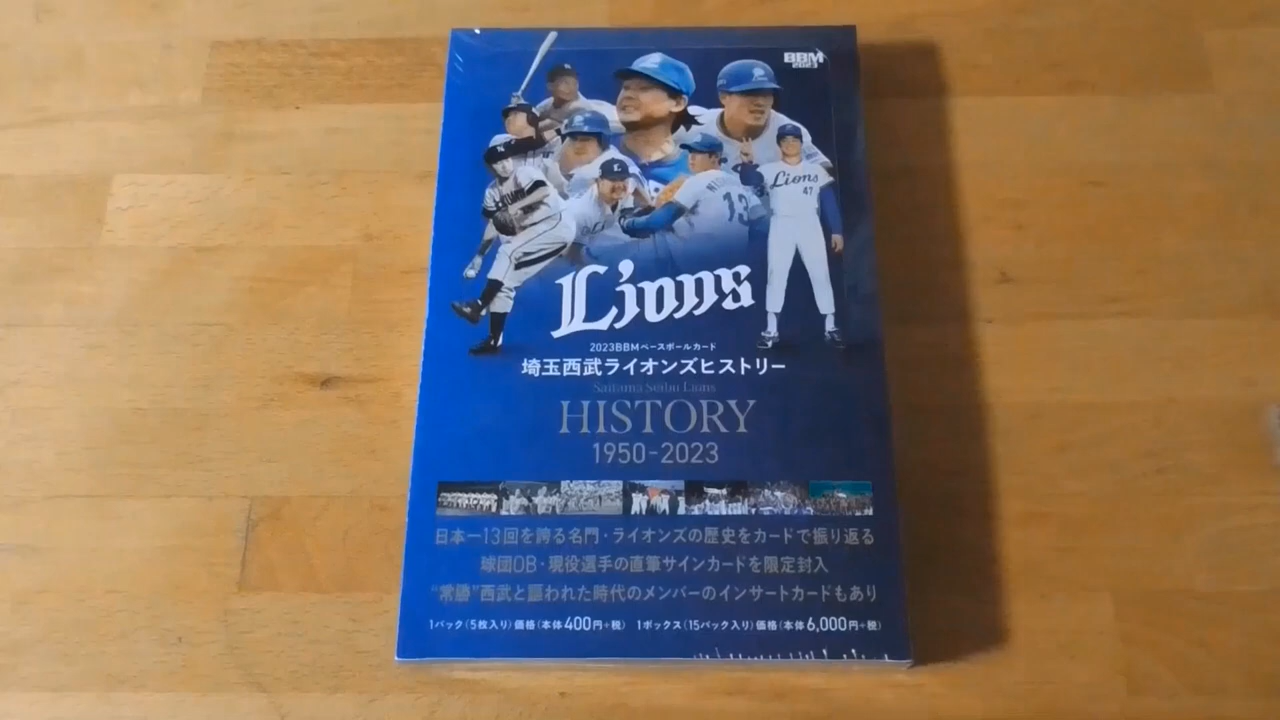 BBM
2023
Lions
47
13
Lions
2023BBMベースボールカード
埼玉西武ライオンズヒストリー
Saitama Seibu Lions
HISTORY
1950-2023
日本一13回を誇る名門・ライオンズの歴史をカードで振り返る
球団OB・現役選手の直筆サインカードを限定封入
“常勝”西武と謳われた時代のメンバーのインサートカードもあり
1パック(5枚入り)価格(本体400円+税) 1ボックス(15パック入り)価格(本体6,000円+税)